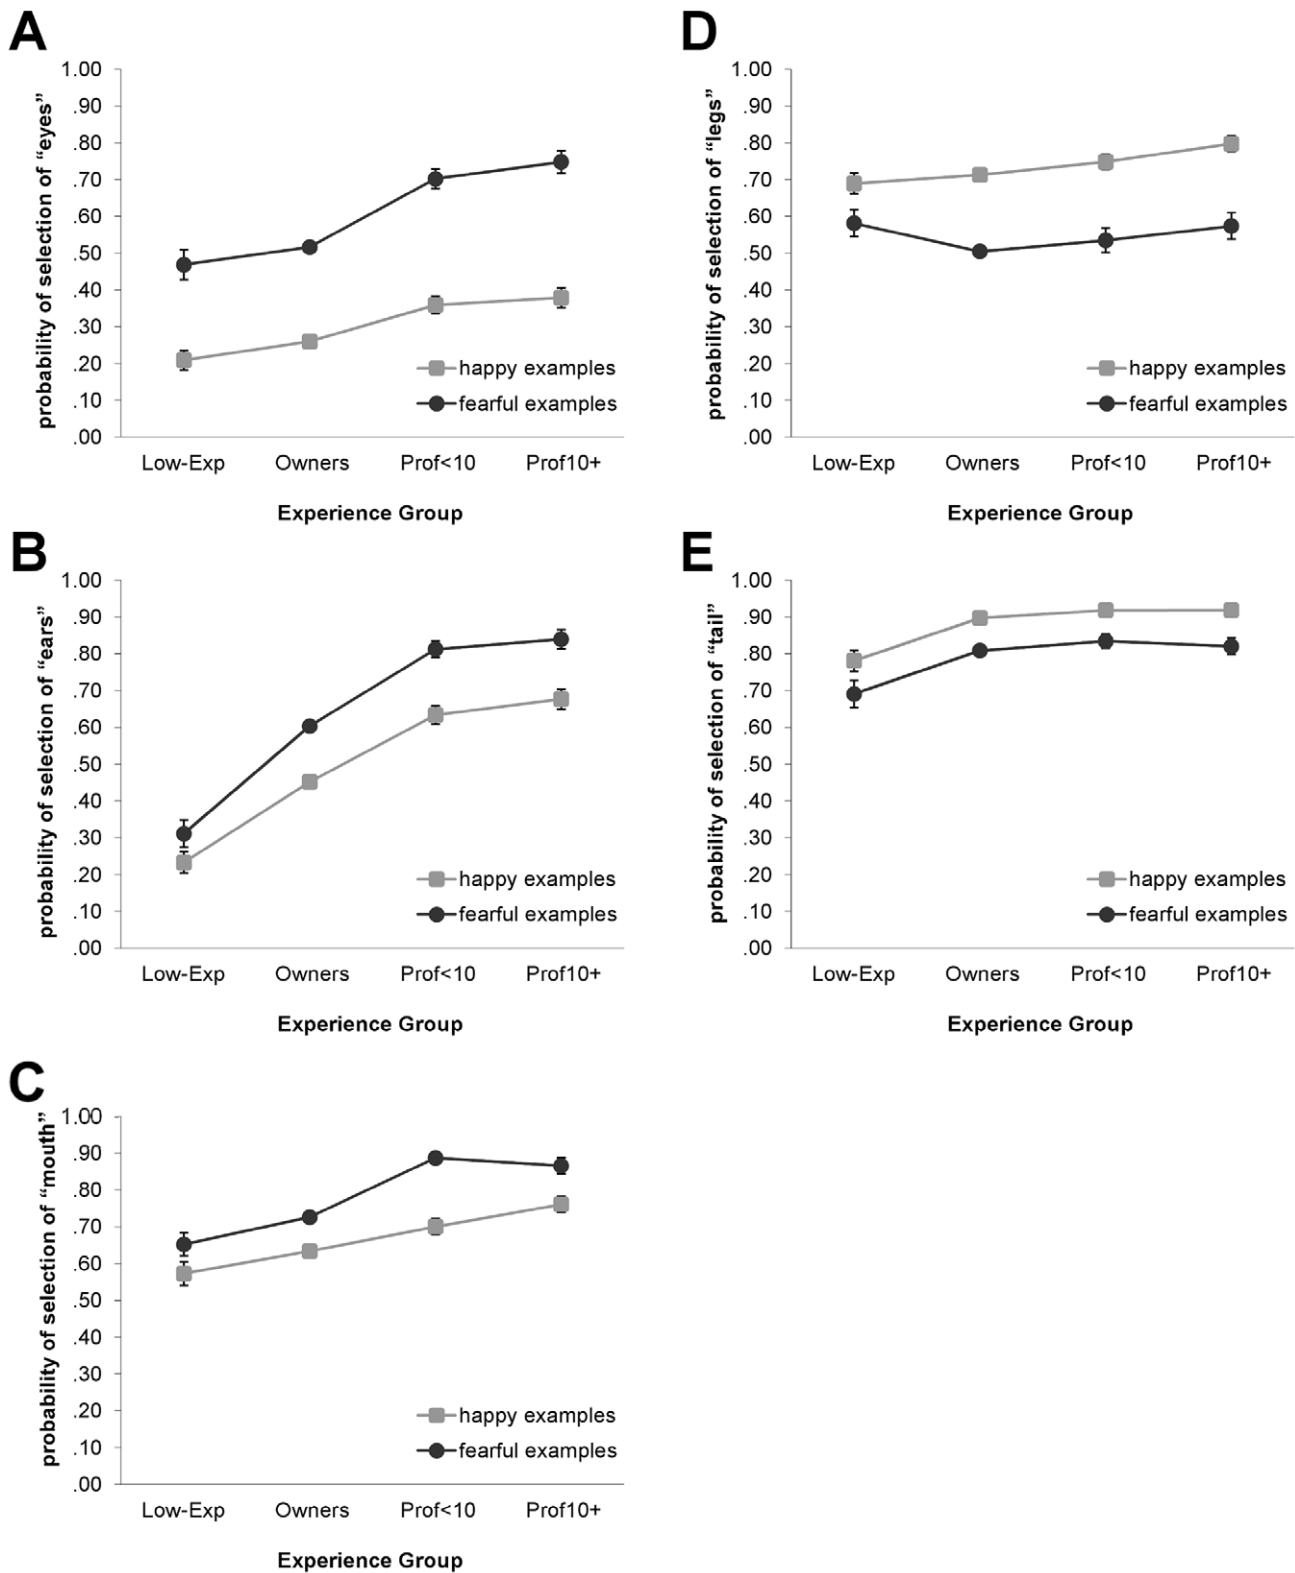 A
probability of selection of “eyes”
1.00
.90
.80
.70
.60
.50
.40
.30
.20
.10
.00
happy examples
fearful examples
Low-Exp Owners Prof<10 Prof10+
Experience Group
B
probability of selection of “ears”
1.00
.90
.80
.70
.60
.50
.40
.30
.20
.10
.00
happy examples
fearful examples
Low-Exp Owners Prof<10 Prof10+
Experience Group
C
probability of selection of “mouth”
1.00
.90
.80
.70
.60
.50
.40
.30
.20
.10
.00
happy examples
fearful examples
Low-Exp Owners Prof<10 Prof10+
Experience Group
D
probability of selection of “legs”
1.00
.90
.80
.70
.60
.50
.40
.30
.20
.10
.00
happy examples
fearful examples
Low-Exp Owners Prof<10 Prof10+
Experience Group
E
probability of selection of “tail”
1.00
.90
.80
.70
.60
.50
.40
.30
.20
.10
.00
happy examples
fearful examples
Low-Exp Owners Prof<10 Prof10+
Experience Group